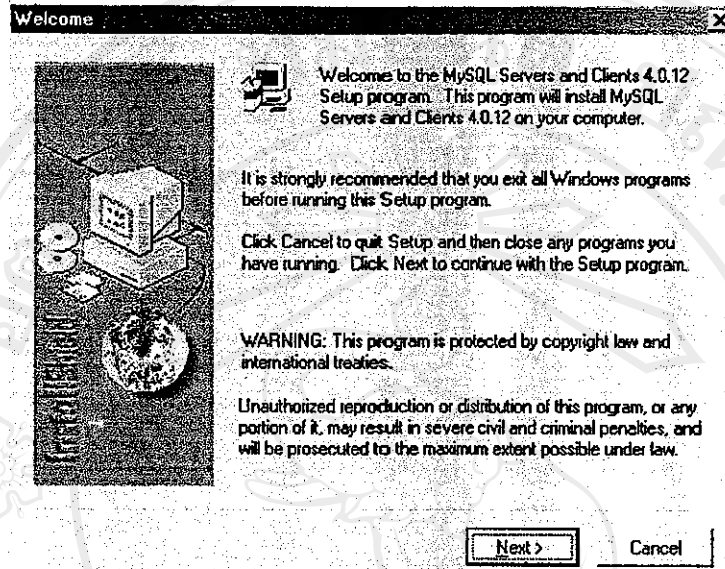 Welcome
Welcome to the MySQL Servers and Clients 4.0.12
Setup program. This program will install MySQL
Servers and Clients 4.0.12 on your computer.
It is strongly recommended that you exit all Windows programs
before running this Setup program.
Click Cancel to quit Setup and then close any programs you
have running. Click Next to continue with the Setup program.
WARNING: This program is protected by copyright law and
international treaties.
Unauthorized reproduction or distribution of this program, or any
portion of it, may result in severe civil and criminal penalties, and
will be prosecuted to the maximum extent possible under law.
InstallShield
Next >
Cancel